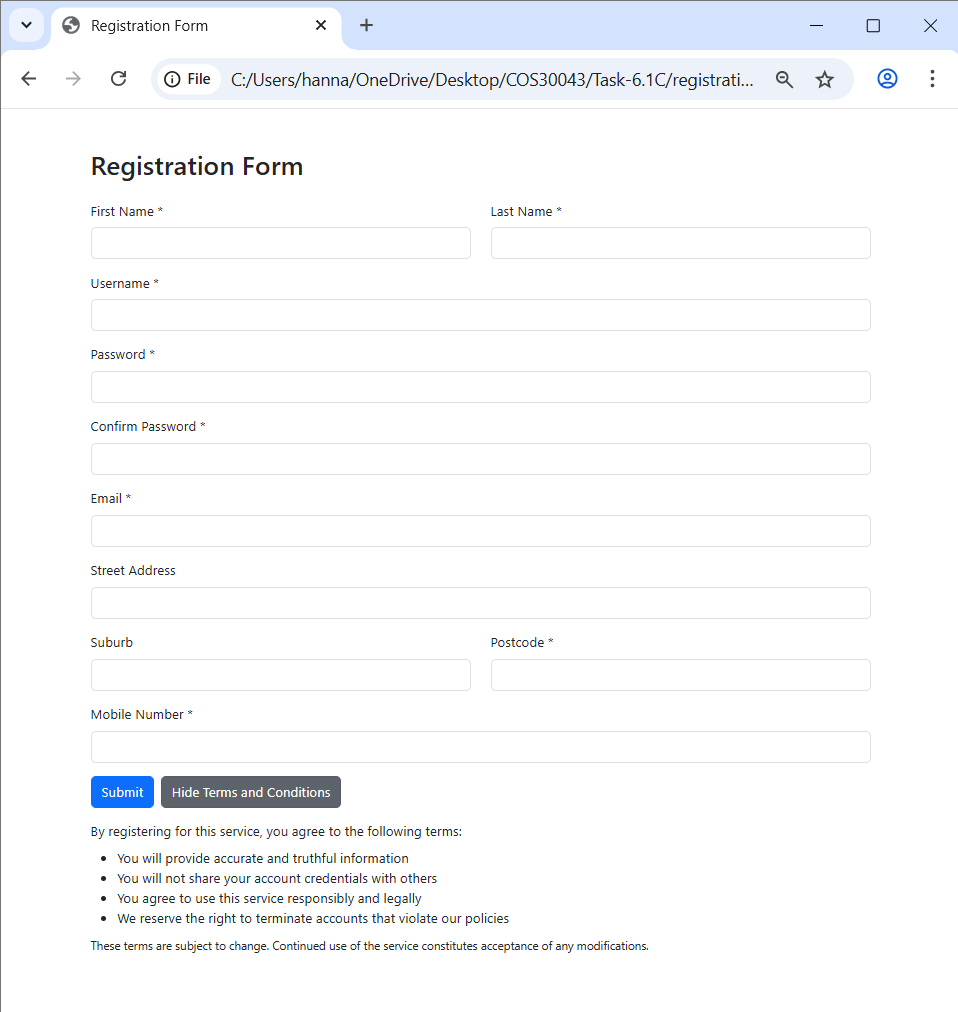 Registration Form
File C:/Users/hanna/OneDrive/Desktop/COS30043/Task-6.1C/registrati...
Registration Form
First Name * Last Name *
Username *
Password *
Confirm Password *
Email *
Street Address
Suburb Postcode *
Mobile Number *
Submit Hide Terms and Conditions
By registering for this service, you agree to the following terms:
• You will provide accurate and truthful information
• You will not share your account credentials with others
• You agree to use this service responsibly and legally
• We reserve the right to terminate accounts that violate our policies
These terms are subject to change. Continued use of the service constitutes acceptance of any modifications.